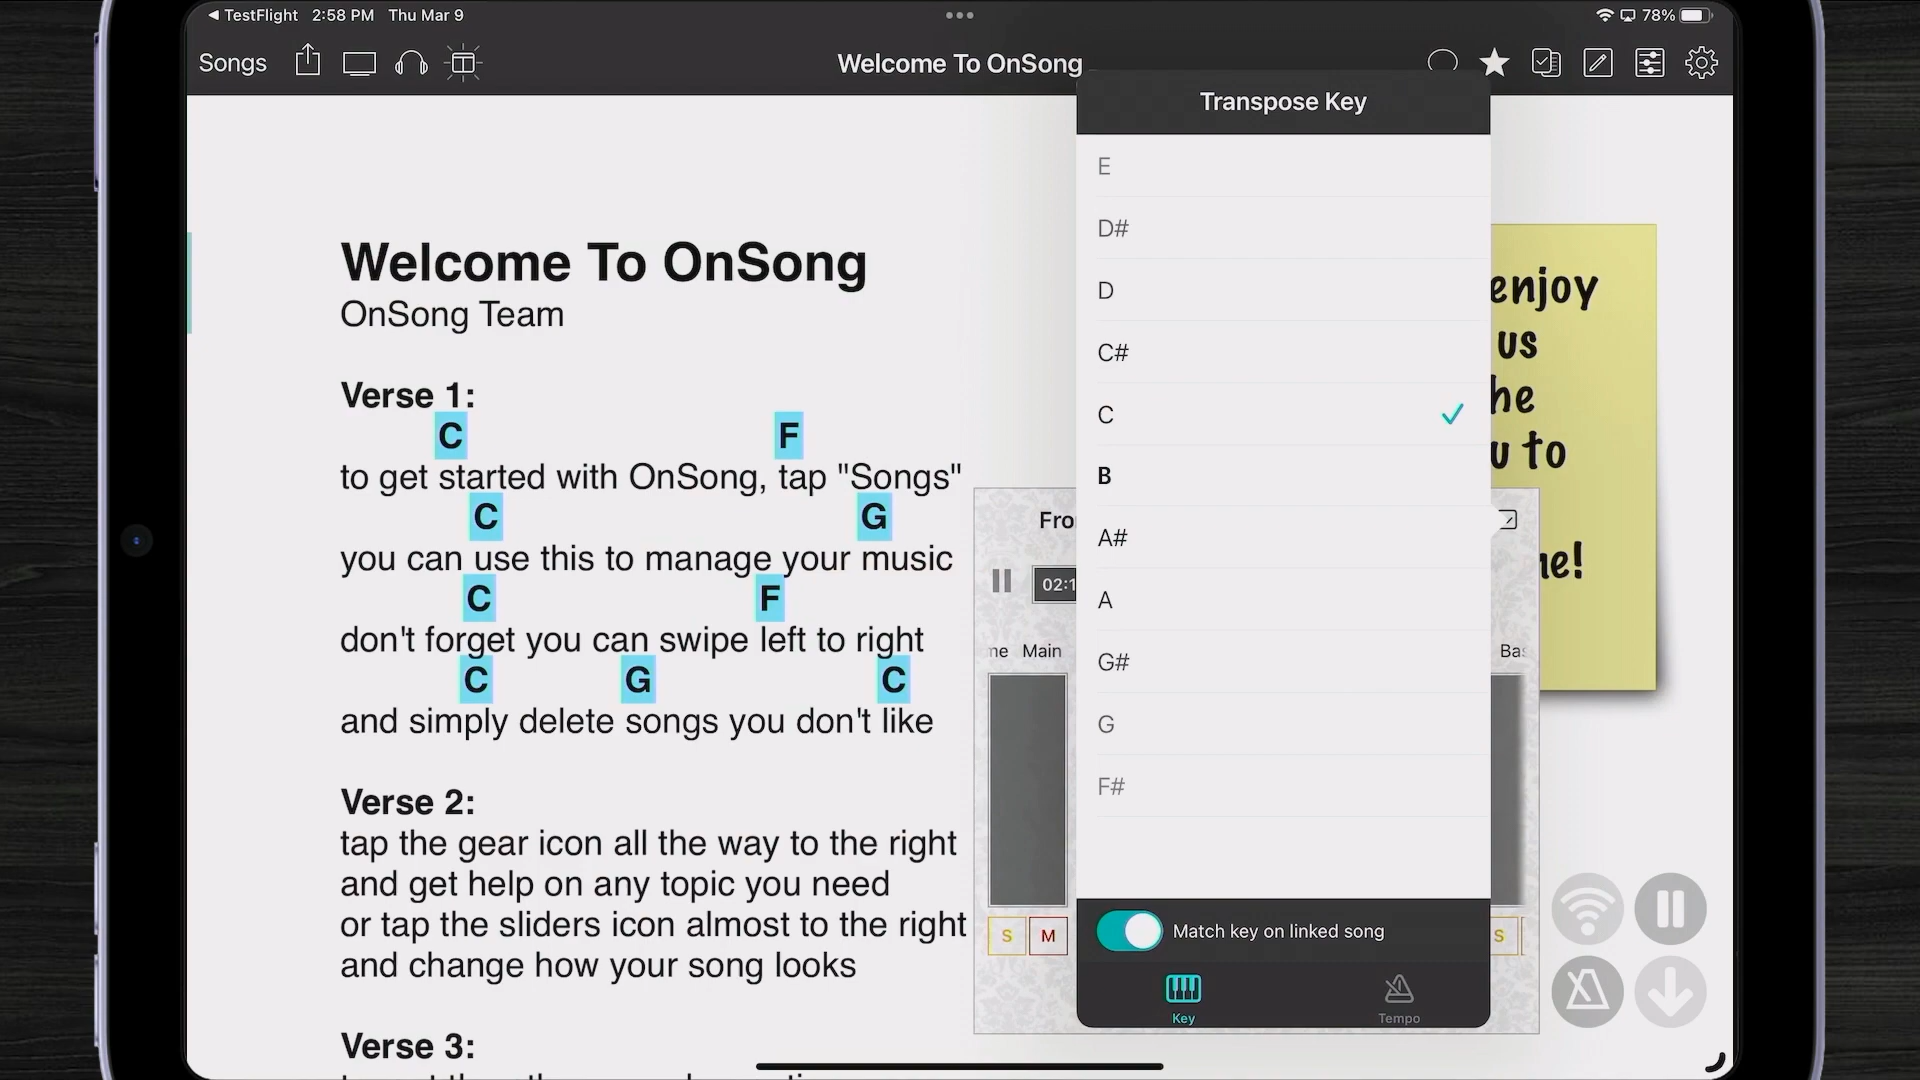 TestFlight 2:58 PM Thu Mar 9
78%
Songs
Welcome To OnSong
Transpose Key
E
D#
D
C#
C
B
A#
A
G#
G
F#
Match key on linked song
Key
Tempo
Welcome To OnSong
OnSong Team
Verse 1:
C F
to get started with OnSong, tap "Songs"
C G
you can use this to manage your music
C F
don't forget you can swipe left to right
C G C
and simply delete songs you don't like
Verse 2:
tap the gear icon all the way to the right
and get help on any topic you need
or tap the sliders icon almost to the right
and change how your song looks
Verse 3:
enjoy
us
to
Main
S M
S